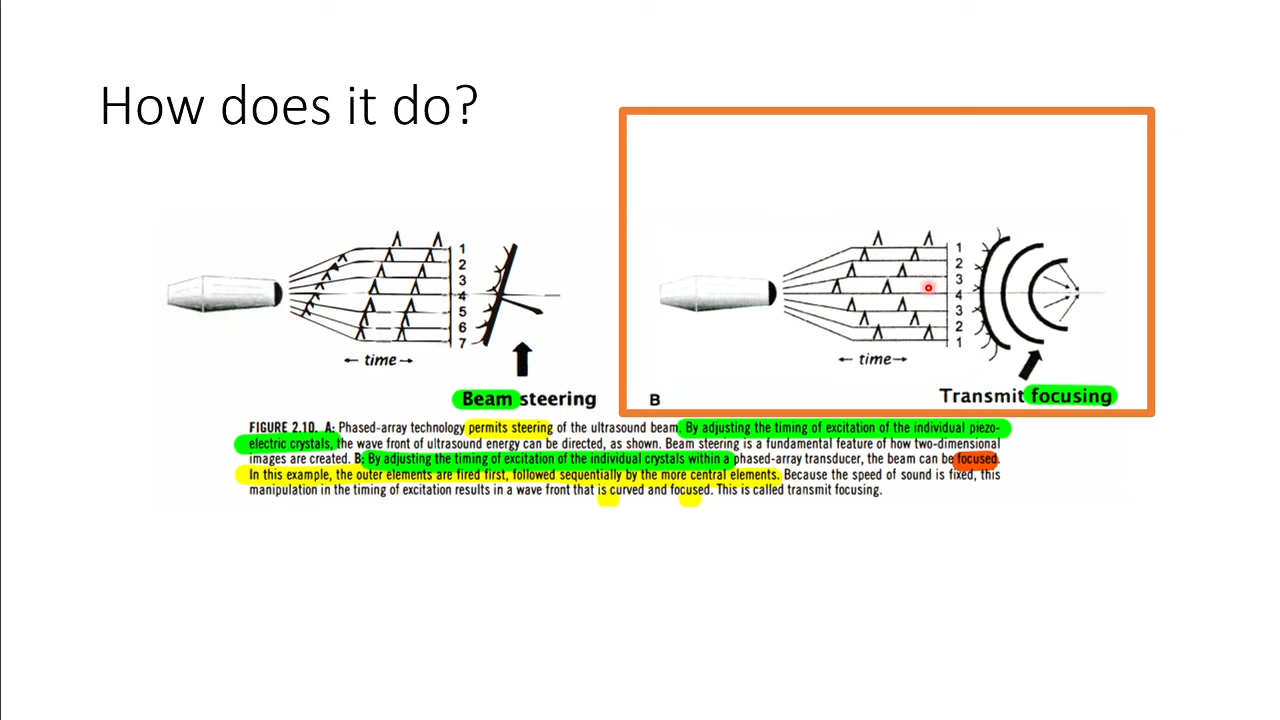 How does it do?
1
2
3
4
5
6
7
← time →
Beam steering
1
2
3
4
3
2
1
← time →
B
Transmit focusing
FIGURE 2.10. A: Phased-array technology permits steering of the ultrasound beam. By adjusting the timing of excitation of the individual piezo-
electric crystals, the wave front of ultrasound energy can be directed, as shown. Beam steering is a fundamental feature of how two-dimensional
images are created. B: By adjusting the timing of excitation of the individual crystals within a phased-array transducer, the beam can be focused.
In this example, the outer elements are fired first, followed sequentially by the more central elements. Because the speed of sound is fixed, this
manipulation in the timing of excitation results in a wave front that is curved and focused. This is called transmit focusing.